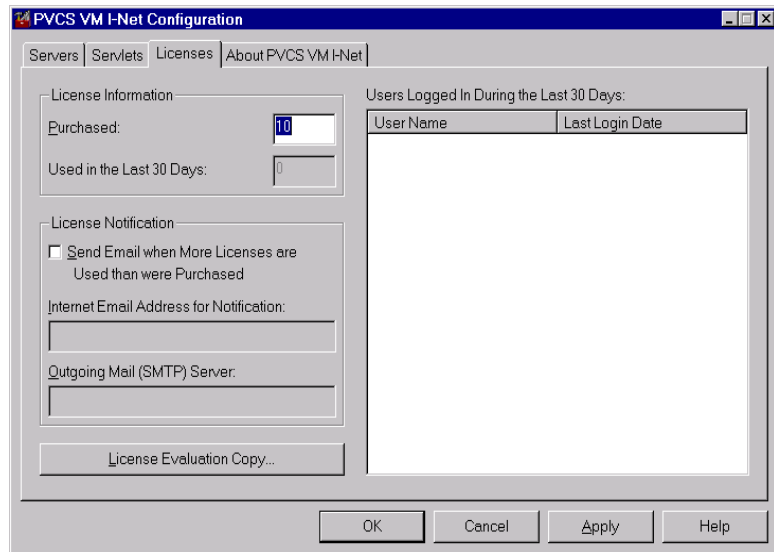 PVCS VM I-Net Configuration
Servers Servlets Licenses About PVCS VM I-Net
License Information
Purchased: 10
Used in the Last 30 Days: 0
License Notification
Send Email when More Licenses are
Used than were Purchased
Internet Email Address for Notification:
Outgoing Mail (SMTP) Server:
License Evaluation Copy...
Users Logged In During the Last 30 Days:
User Name Last Login Date
OK Cancel Apply Help